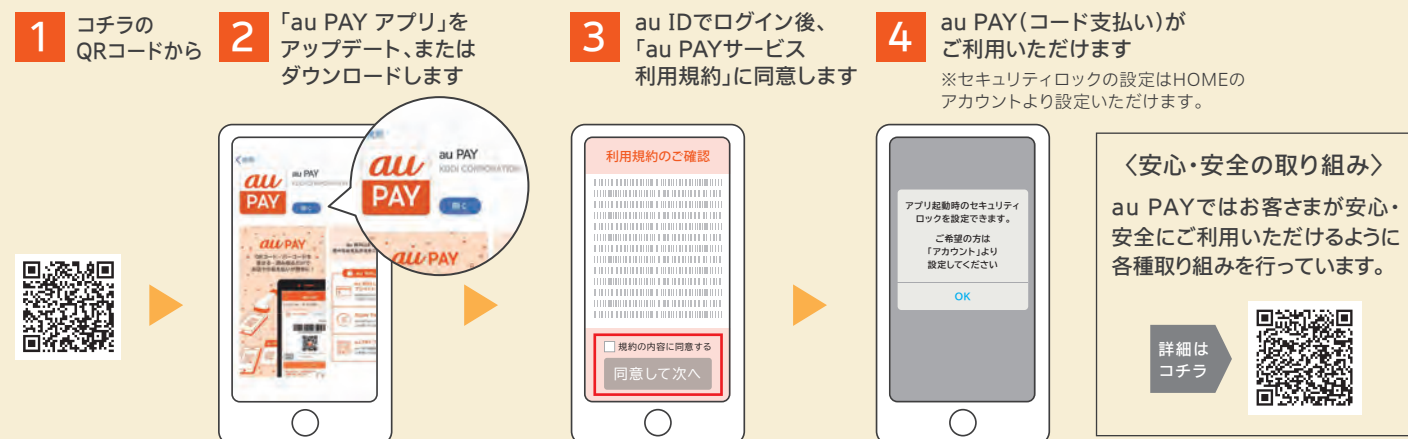 1
コチラの
QRコードから
2
「au PAY アプリ」を
アップデート、または
ダウンロードします
3
au IDでログイン後、
「au PAYサービス
利用規約」に同意します
4
au PAY(コード支払い)が
ご利用いただけます
※セキュリティロックの設定はHOMEの
アカウントより設定いただけます。
au PAY
au
PAY
au PAY
KDDI CORPORATION
開く
au PAY
au
PAY
au PAY
利用規約のご確認
規約の内容に同意する
同意して次へ
アプリ起動時のセキュリティ
ロックを設定できます。
ご希望の方は
「アカウント」より
設定してください
OK
〈安心・安全の取り組み〉
au PAYではお客さまが安心・
安全にご利用いただけるように
各種取り組みを行っています。
詳細は
コチラ